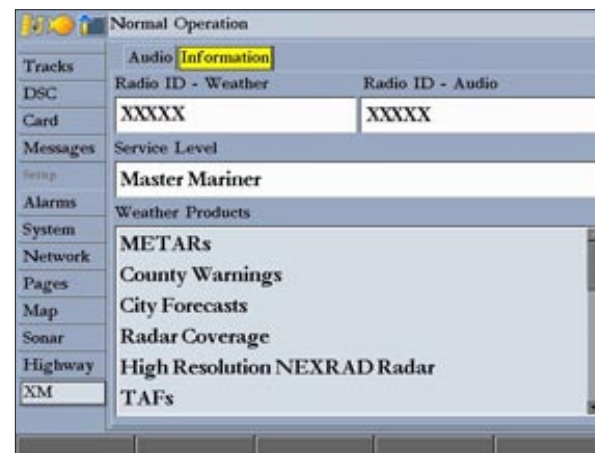 Normal Operation
Tracks
DSC
Card
Messages
Setup
Alarms
System
Network
Pages
Map
Sonar
Highway
XM
Audio Information
Radio ID - Weather Radio ID - Audio
XXXXX XXXXX
Service Level
Master Mariner
Weather Products
METARs
County Warnings
City Forecasts
Radar Coverage
High Resolution NEXRAD Radar
TAFs